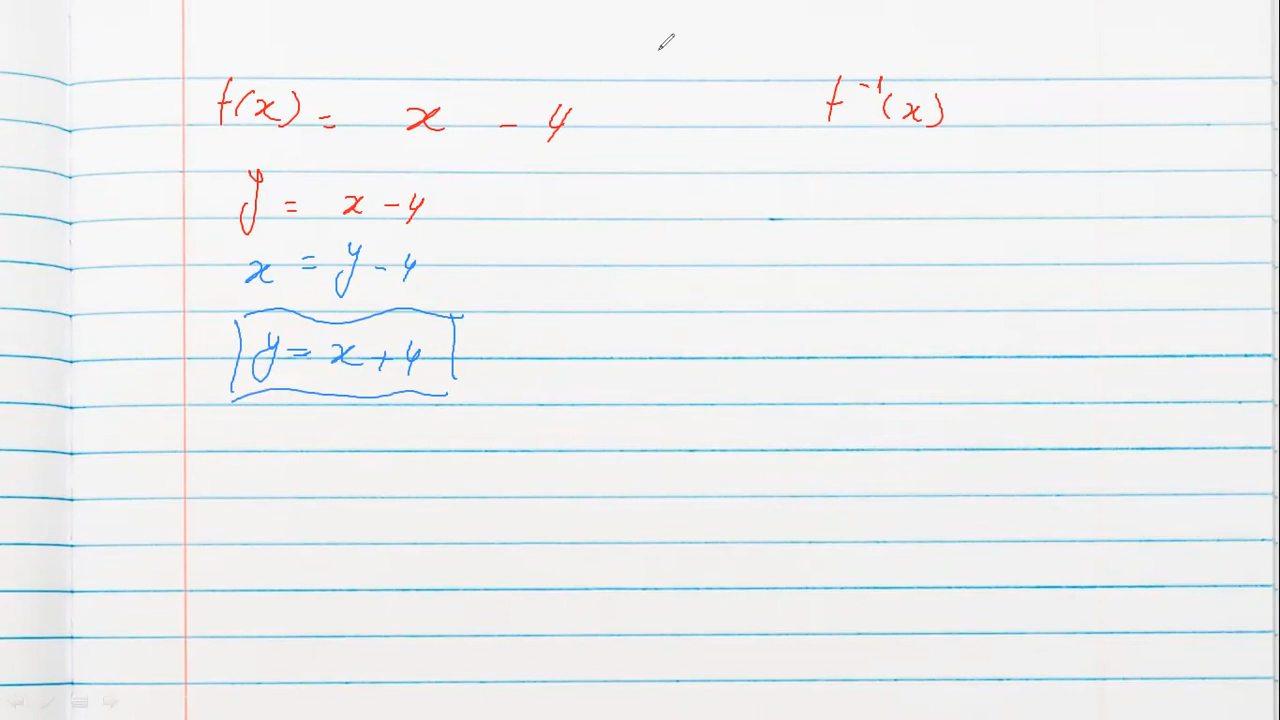 f(x) = x - 4
f⁻¹(x)
y = x - 4
x = y - 4
y = x + 4